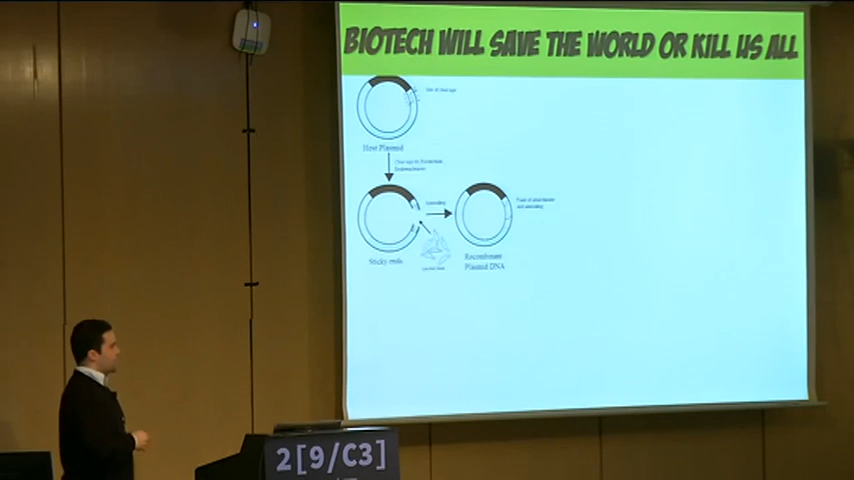 BIOTECH WILL SAVE THE WORLD OR KILL US ALL
Host Plasmid
Annealing
Sticky ends
Recombinant
Plasmid DNA
2[9/C3]